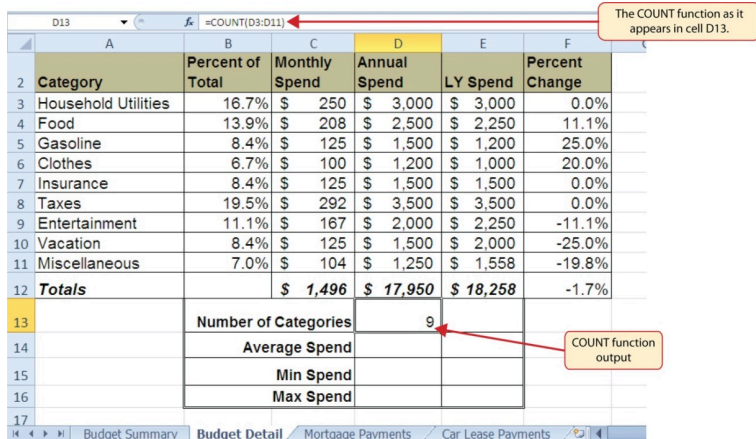 The COUNT function as it
appears in cell D13.
D13 fx =COUNT(D3:D11)
A B C D E F
2 Category Percent of Total Monthly Spend Annual Spend LY Spend Percent Change
3 Household Utilities 16.7% $ 250 $ 3,000 $ 3,000 0.0%
4 Food 13.9% $ 208 $ 2,500 $ 2,250 11.1%
5 Gasoline 8.4% $ 125 $ 1,500 $ 1,200 25.0%
6 Clothes 6.7% $ 100 $ 1,200 $ 1,000 20.0%
7 Insurance 8.4% $ 125 $ 1,500 $ 1,500 0.0%
8 Taxes 19.5% $ 292 $ 3,500 $ 3,500 0.0%
9 Entertainment 11.1% $ 167 $ 2,000 $ 2,250 -11.1%
10 Vacation 8.4% $ 125 $ 1,500 $ 2,000 -25.0%
11 Miscellaneous 7.0% $ 104 $ 1,250 $ 1,558 -19.8%
12 Totals $ 1,496 $ 17,950 $ 18,258 -1.7%
13 Number of Categories 9
COUNT function
output
14 Average Spend
15 Min Spend
16 Max Spend
17
Budget Summary Budget Detail Mortgage Payments Car Lease Payments